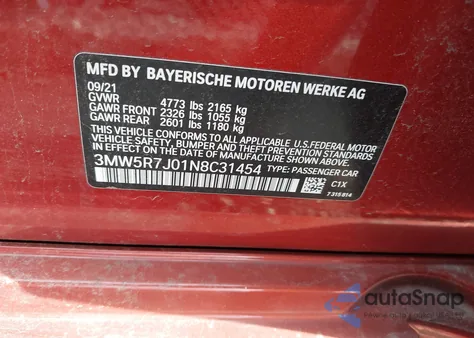 MFD BY BAYERISCHE MOTOREN WERKE AG
09/21
GVWR 4773 lbs 2165 kg
GAWR FRONT 2326 lbs 1055 kg
GAWR REAR 2601 lbs 1180 kg
THIS VEHICLE CONFORMS TO ALL APPLICABLE U.S.FEDERAL MOTOR
VEHICLE SAFETY, BUMPER, AND THEFT PREVENTION STANDARDS
IN EFFECT ON THE DATE OF MANUFACTURE SHOWN ABOVE.
3MW5R7J01N8C31454 TYPE: PASSENGER CAR
C1X
7315814
autoSnap